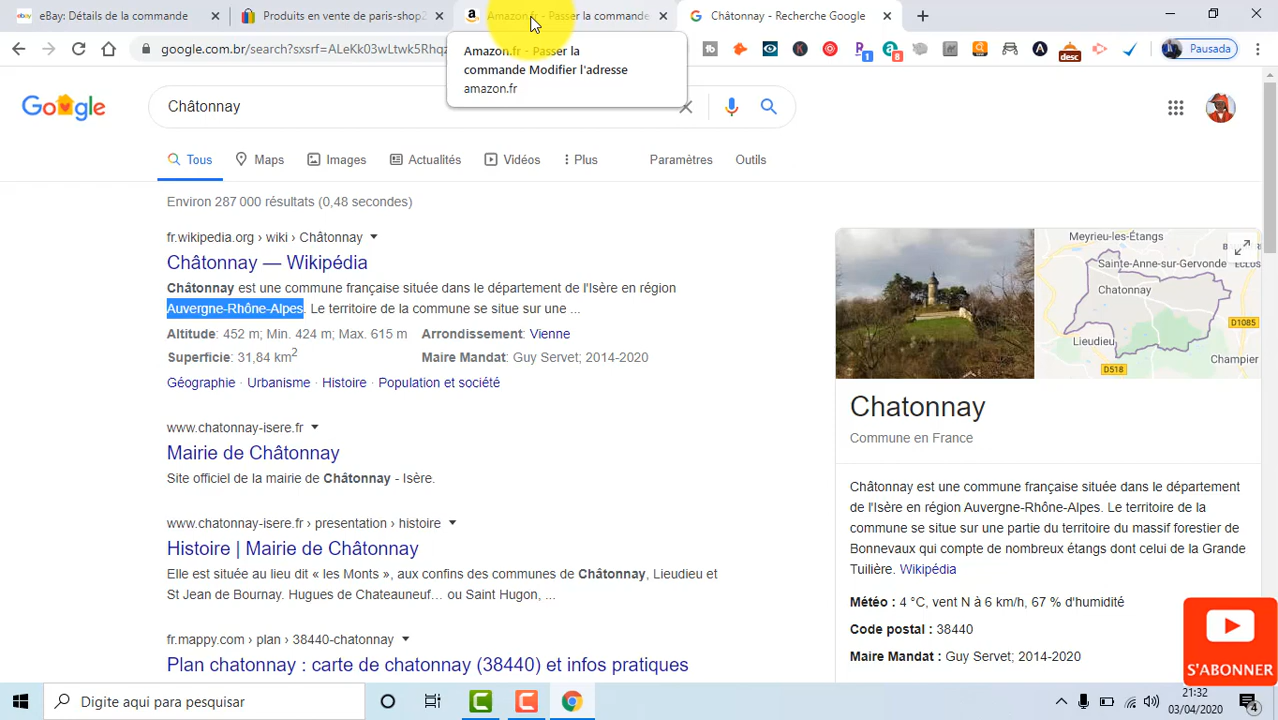 eBay: Détails de la commande
Produits en vente de paris-shop2
Amazon.fr - Passer la commande
Châtonnay - Recherche Google
google.com.br/search?sxsrf=ALeKk03wLtwk5Rhqz
1
8
desc
Pausada
Amazon.fr - Passer la
commande Modifier l'adresse
amazon.fr
Google
Châtonnay
Tous
Maps
Images
Actualités
Vidéos
Plus
Paramètres
Outils
Environ 287 000 résultats (0,48 secondes)
fr.wikipedia.org › wiki › Châtonnay
Châtonnay — Wikipédia
Châtonnay est une commune française située dans le département de l'Isère en région
Auvergne-Rhône-Alpes. Le territoire de la commune se situe sur une ...
Altitude: 452 m; Min. 424 m; Max. 615 m Arrondissement: Vienne
Superficie: 31,84 km2 Maire Mandat: Guy Servet; 2014-2020
Géographie · Urbanisme · Histoire · Population et société
www.chatonnay-isere.fr
Mairie de Châtonnay
Site officiel de la mairie de Châtonnay - Isère.
www.chatonnay-isere.fr › presentation › histoire
Histoire | Mairie de Châtonnay
Elle est située au lieu dit « les Monts », aux confins des communes de Châtonnay, Lieudieu et
St Jean de Bournay. Hugues de Chateauneuf… ou Saint Hugon, ...
fr.mappy.com › plan › 38440-chatonnay
Plan chatonnay : carte de chatonnay (38440) et infos pratiques
Meyrieu-les-Étangs
Sainte-Anne-sur-Gervonde
Eclos
Chatonnay
D1085
Lieudieu
Champier
D518
Chatonnay
Commune en France
Châtonnay est une commune française située dans le département
de l'Isère en région Auvergne-Rhône-Alpes. Le territoire de la
commune se situe sur une partie du territoire du massif forestier de
Bonnevaux qui compte de nombreux étangs dont celui de la Grande
Tuilière. Wikipédia
Météo : 4 °C, vent N à 6 km/h, 67 % d'humidité
Code postal : 38440
Maire Mandat : Guy Servet; 2014-2020
S'ABONNER
Digite aqui para pesquisar
21:32
03/04/2020
4